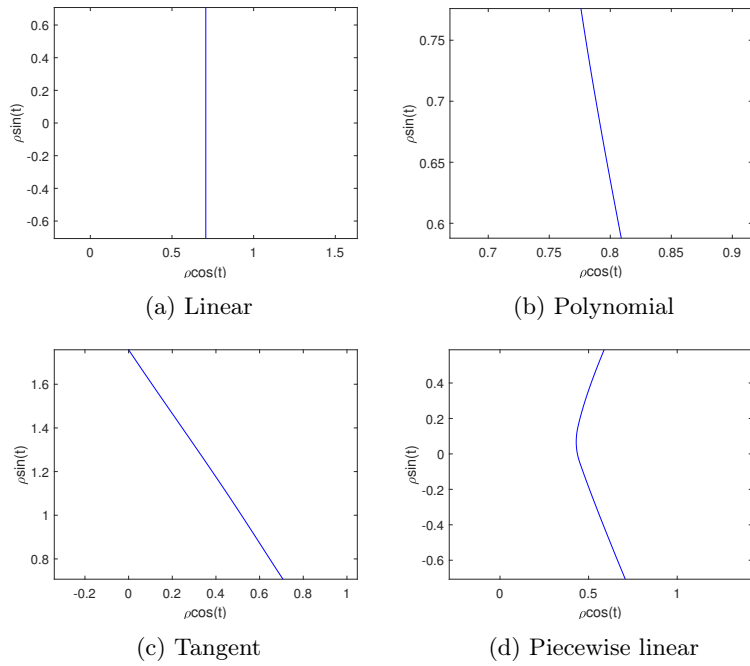 0.6
0.4
0.2
0
-0.2
-0.4
-0.6
ρsin(t)
0 0.5 1 1.5
ρcos(t)
(a) Linear
0.75
0.7
0.65
0.6
ρsin(t)
0.7 0.75 0.8 0.85 0.9
ρcos(t)
(b) Polynomial
1.6
1.4
1.2
1
0.8
ρsin(t)
-0.2 0 0.2 0.4 0.6 0.8 1
ρcos(t)
(c) Tangent
0.4
0.2
0
-0.2
-0.4
-0.6
ρsin(t)
0 0.5 1
ρcos(t)
(d) Piecewise linear